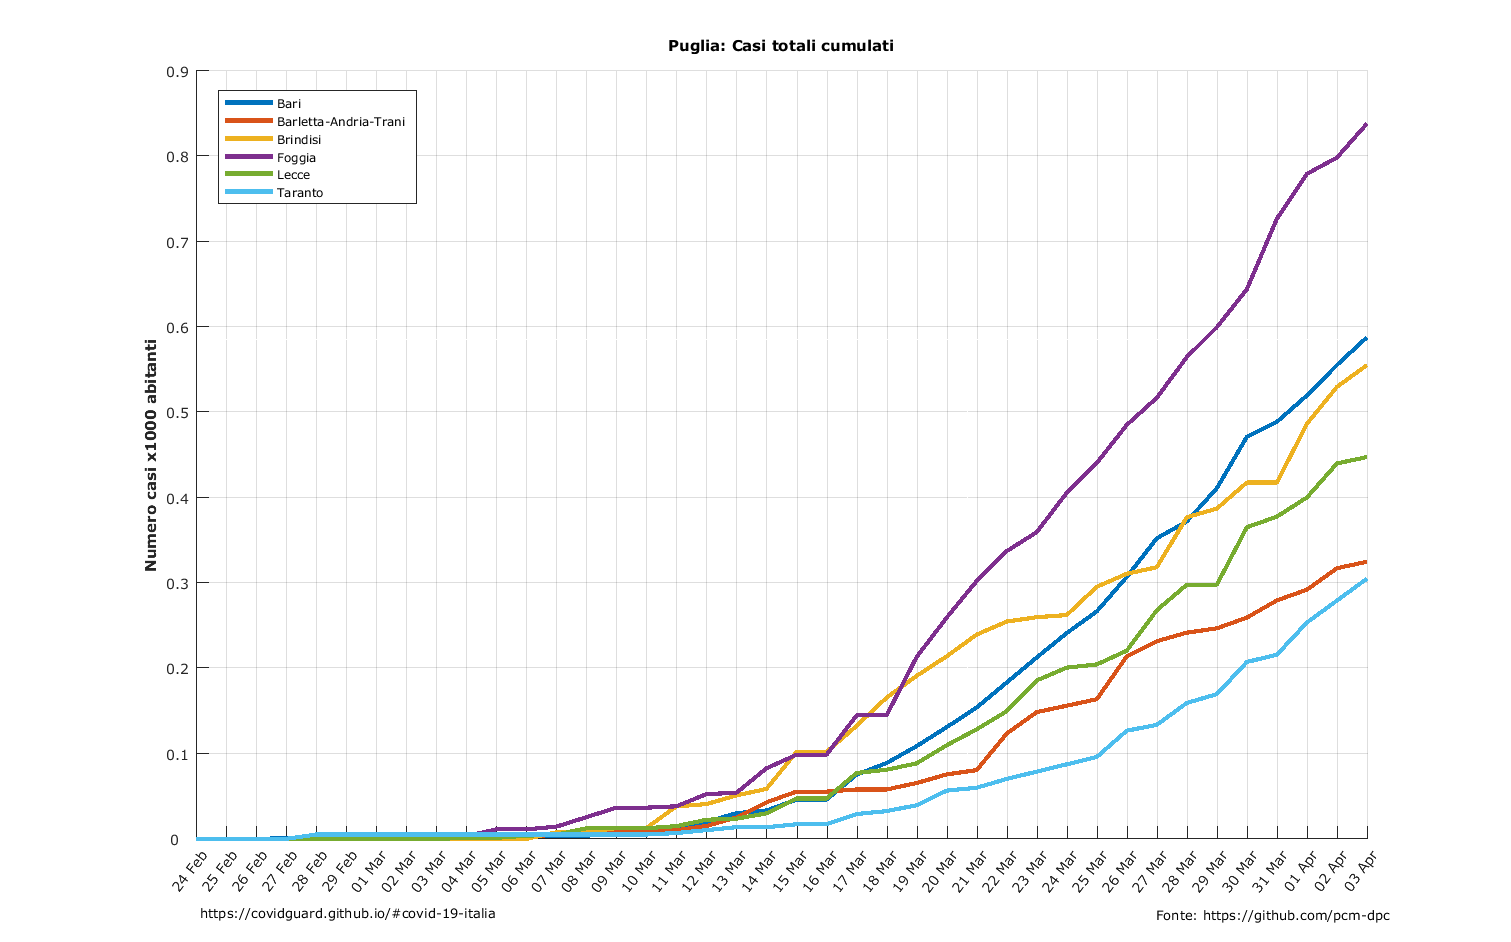 Puglia: Casi totali cumulati
Numero casi x1000 abitanti
0.9
0.8
0.7
0.6
0.5
0.4
0.3
0.2
0.1
0
Bari
Barletta-Andria-Trani
Brindisi
Foggia
Lecce
Taranto
24 Feb
25 Feb
26 Feb
27 Feb
28 Feb
29 Feb
01 Mar
02 Mar
03 Mar
04 Mar
05 Mar
06 Mar
07 Mar
08 Mar
09 Mar
10 Mar
11 Mar
12 Mar
13 Mar
14 Mar
15 Mar
16 Mar
17 Mar
18 Mar
19 Mar
20 Mar
21 Mar
22 Mar
23 Mar
24 Mar
25 Mar
26 Mar
27 Mar
28 Mar
29 Mar
30 Mar
31 Mar
01 Apr
02 Apr
03 Apr
https://covidguard.github.io/#covid-19-italia
Fonte: https://github.com/pcm-dpc